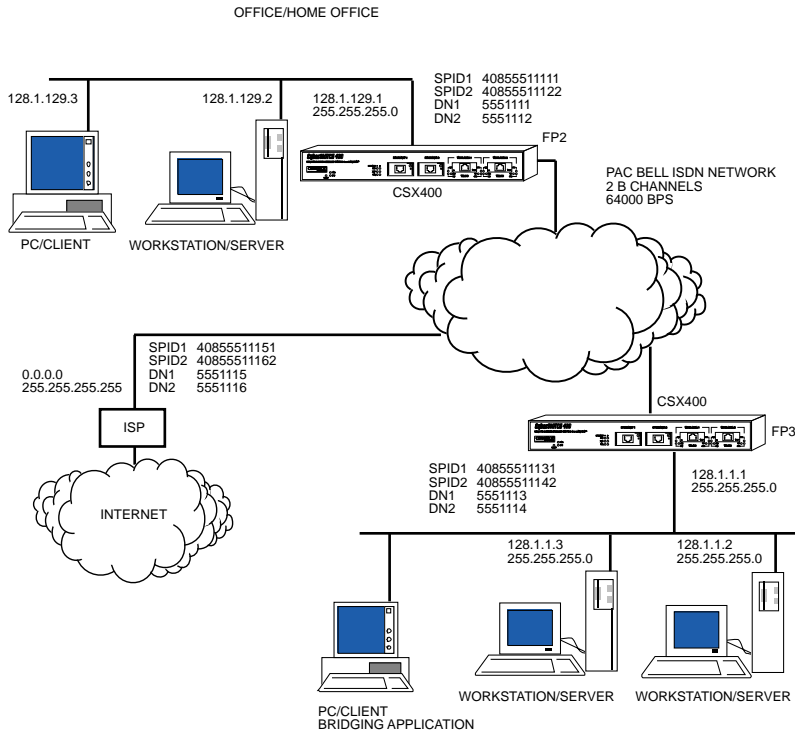 OFFICE/HOME OFFICE
128.1.129.3
128.1.129.2
128.1.129.1
255.255.255.0
SPID1 40855511111
SPID2 40855511122
DN1 5551111
DN2 5551112
FP2
CSX400
PC/CLIENT
WORKSTATION/SERVER
PAC BELL ISDN NETWORK
2 B CHANNELS
64000 BPS
SPID1 40855511151
SPID2 40855511162
DN1 5551115
DN2 5551116
0.0.0.0
255.255.255.255
ISP
INTERNET
CSX400
FP3
SPID1 40855511131
SPID2 40855511142
DN1 5551113
DN2 5551114
128.1.1.1
255.255.255.0
128.1.1.3
255.255.255.0
128.1.1.2
255.255.255.0
PC/CLIENT
BRIDGING APPLICATION
WORKSTATION/SERVER
WORKSTATION/SERVER